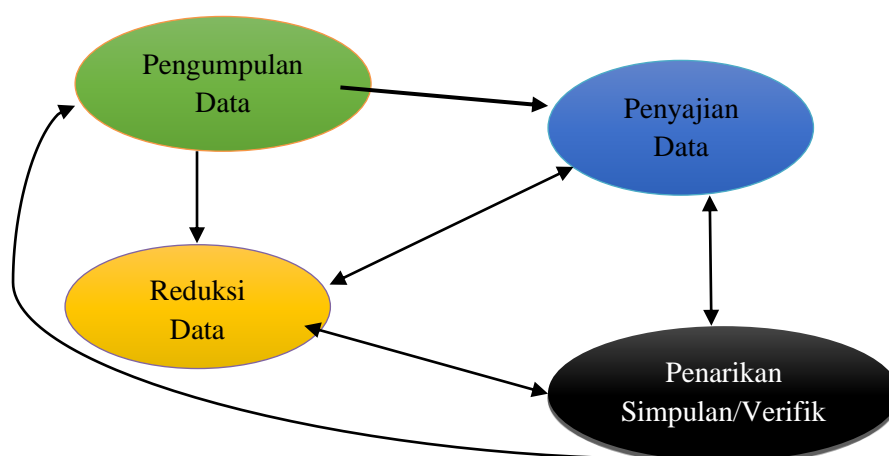 Pengumpulan
Data
Penyajian
Data
Reduksi
Data
Penarikan
Simpulan/Verifik